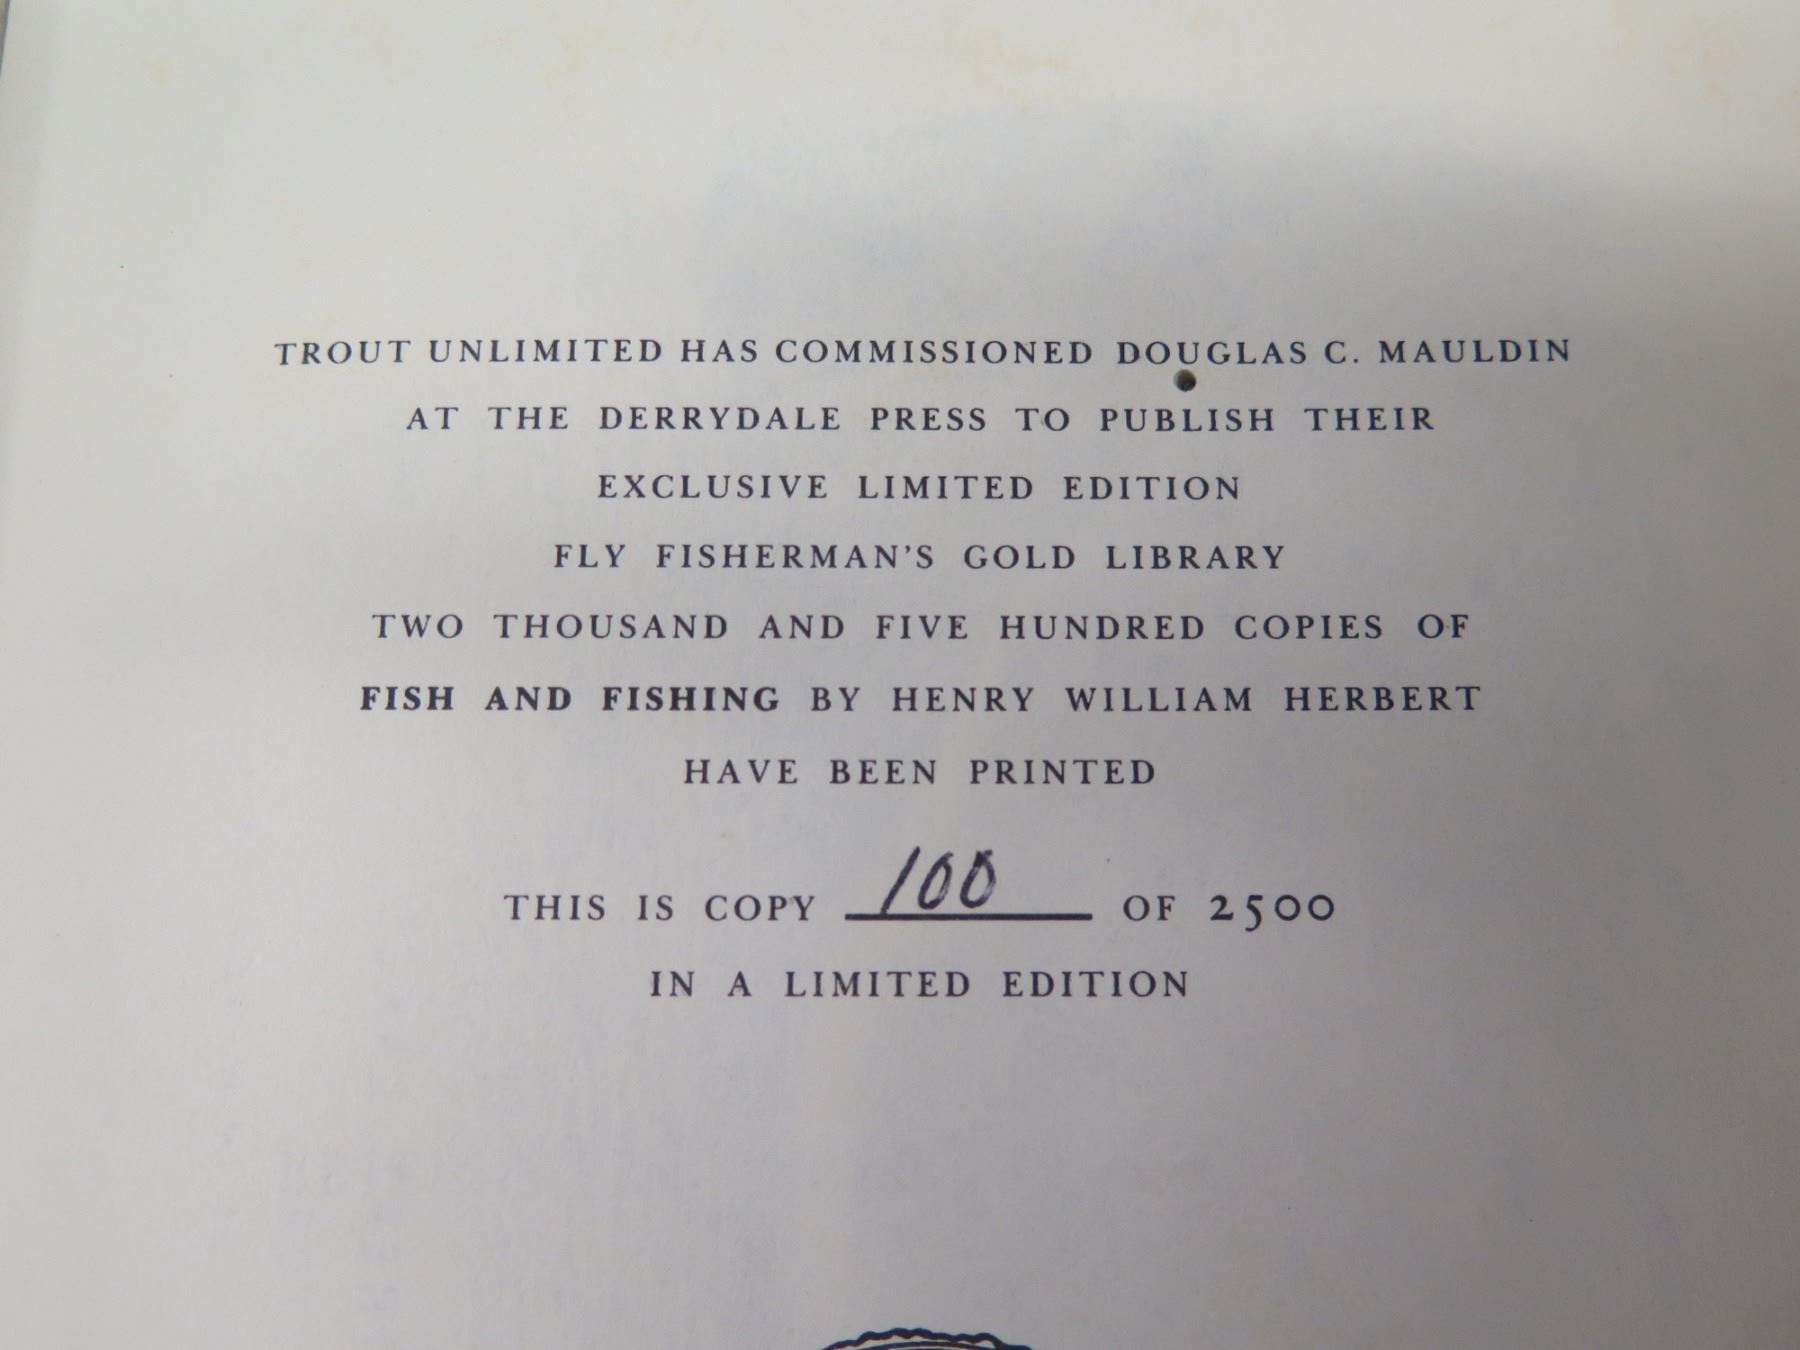 TROUT UNLIMITED HAS COMMISSIONED DOUGLAS C. MAULDIN
AT THE DERRYDALE PRESS TO PUBLISH THEIR
EXCLUSIVE LIMITED EDITION
FLY FISHERMAN'S GOLD LIBRARY
TWO THOUSAND AND FIVE HUNDRED COPIES OF
FISH AND FISHING BY HENRY WILLIAM HERBERT
HAVE BEEN PRINTED
THIS IS COPY 100 OF 2500
IN A LIMITED EDITION